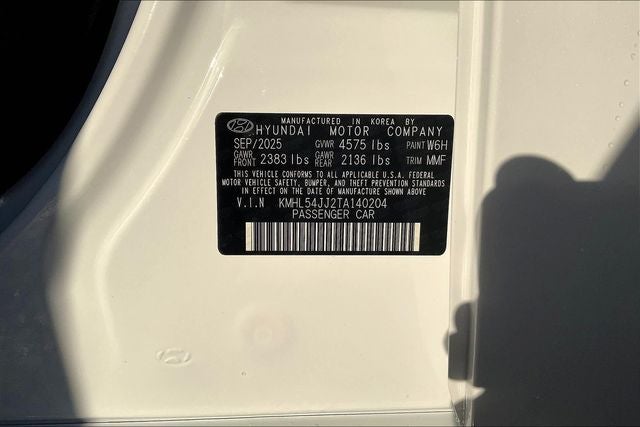 MANUFACTURED IN KOREA BY
HYUNDAI MOTOR COMPANY
SEP/2025 GVWR 4575 lbs PAINT W6H
GAWR FRONT 2383 lbs GAWR REAR 2136 lbs TRIM MMF
THIS VEHICLE CONFORMS TO ALL APPLICABLE U.S.A. FEDERAL
MOTOR VEHICLE SAFETY, BUMPER, AND THEFT PREVENTION STANDARDS
IN EFFECT ON THE DATE OF MANUFACTURE SHOWN ABOVE
V.I.N KMHL54JJ2TA140204
PASSENGER CAR